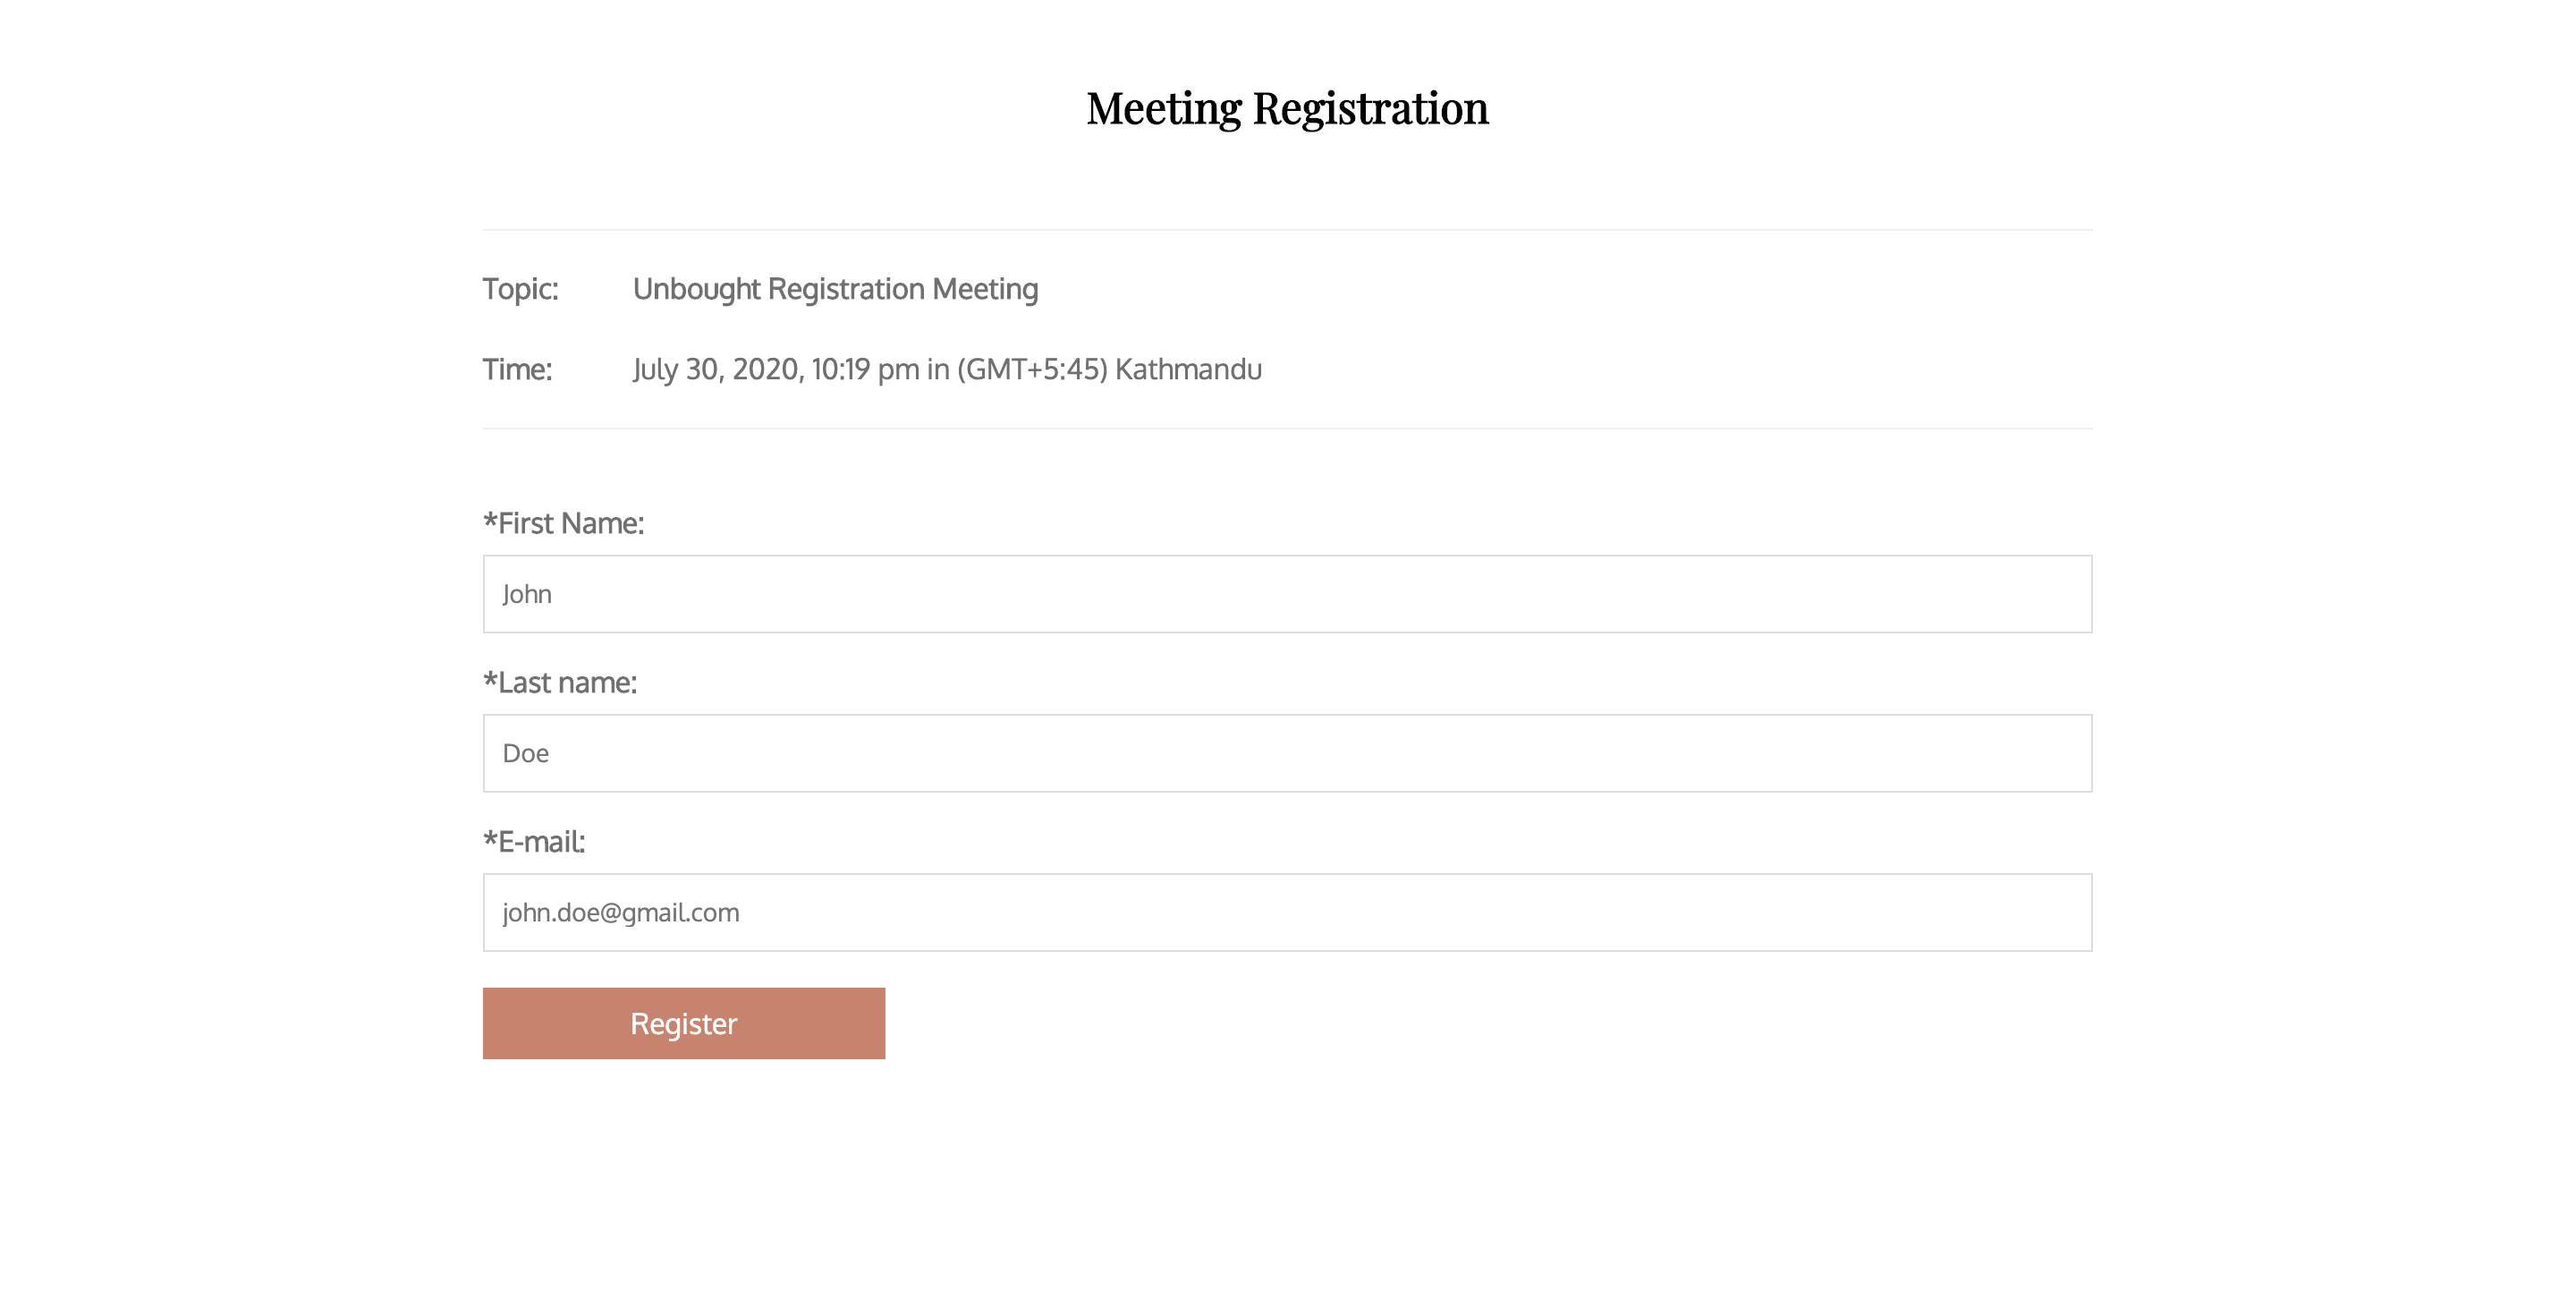 Meeting Registration
Topic: Unbought Registration Meeting
Time: July 30, 2020, 10:19 pm in (GMT+5:45) Kathmandu
*First Name:
John
*Last name:
Doe
*E-mail:
john.doe@gmail.com
Register